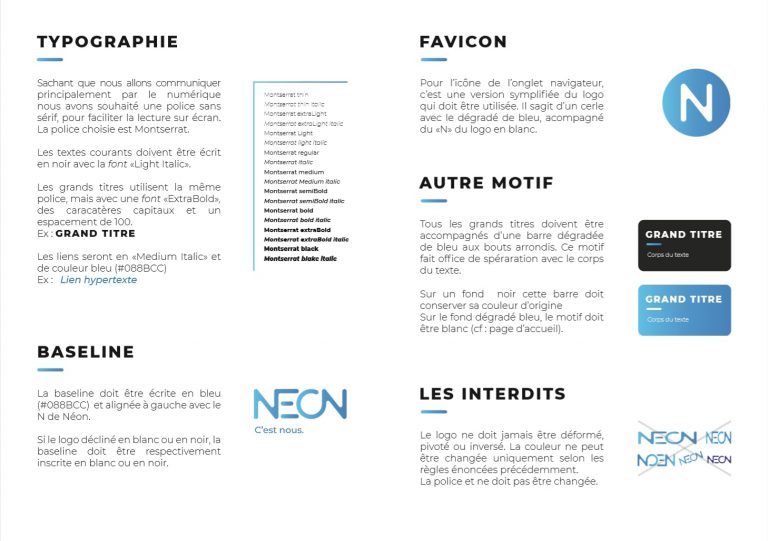 TYPOGRAPHIE
Sachant que nous allons communiquer
principalement par le numérique
nous avons souhaité une police sans
sérif, pour faciliter la lecture sur écran.
La police choisie est Montserrat.
Les textes courants doivent être écrit
en noir avec la font «Light Italic».
Les grands titres utilisent la même
police, mais avec une font «ExtraBold»,
des caracatères capitaux et un
espacement de 100.
Ex : GRAND TITRE
Les liens seront en «Medium Italic» et
de couleur bleu (#088BCC)
Ex : Lien hypertexte
Montserrat thin
Montserrat thin italic
Montserrat extraLight
Montserrat extraLight italic
Montserrat Light
Montserrat light italic
Montserrat regular
Montserrat italic
Montserrat medium
Montserrat Medium italic
Montserrat semiBold
Montserrat semiBold italic
Montserrat bold
Montserrat bold italic
Montserrat extraBold
Montserrat extraBold italic
Montserrat black
Montserrat blakc italic
BASELINE
La baseline doit être écrite en bleu
(#088BCC) et alignée à gauche avec le
N de Néon.
Si le logo décliné en blanc ou en noir, la
baseline doit être respectivement
inscrite en blanc ou en noir.
NEON
C'est nous.
FAVICON
Pour l'icône de l'onglet navigateur,
c'est une version symplifiée du logo
qui doit être utilisée. Il sagit d'un cerle
avec le dégradé de bleu, acompagné
du «N» du logo en blanc.
N
AUTRE MOTIF
Tous les grands titres doivent être
accompagnés d'une barre dégradée
de bleu aux bouts arrondis. Ce motif
fait office de spéraration avec le corps
du texte.
Sur un fond noir cette barre doit
conserver sa couleur d'origine
Sur le fond dégradé bleu, le motif doit
être blanc (cf : page d'accueil).
GRAND TITRE
Corps du texte
GRAND TITRE
Corps du texte
LES INTERDITS
Le logo ne doit jamais être déformé,
pivoté ou inversé. La couleur ne peut
être changée uniquement selon les
règles énoncées précédemment.
La police et ne doit pas être changée.
NEON NEON
NOEN NEON NEON